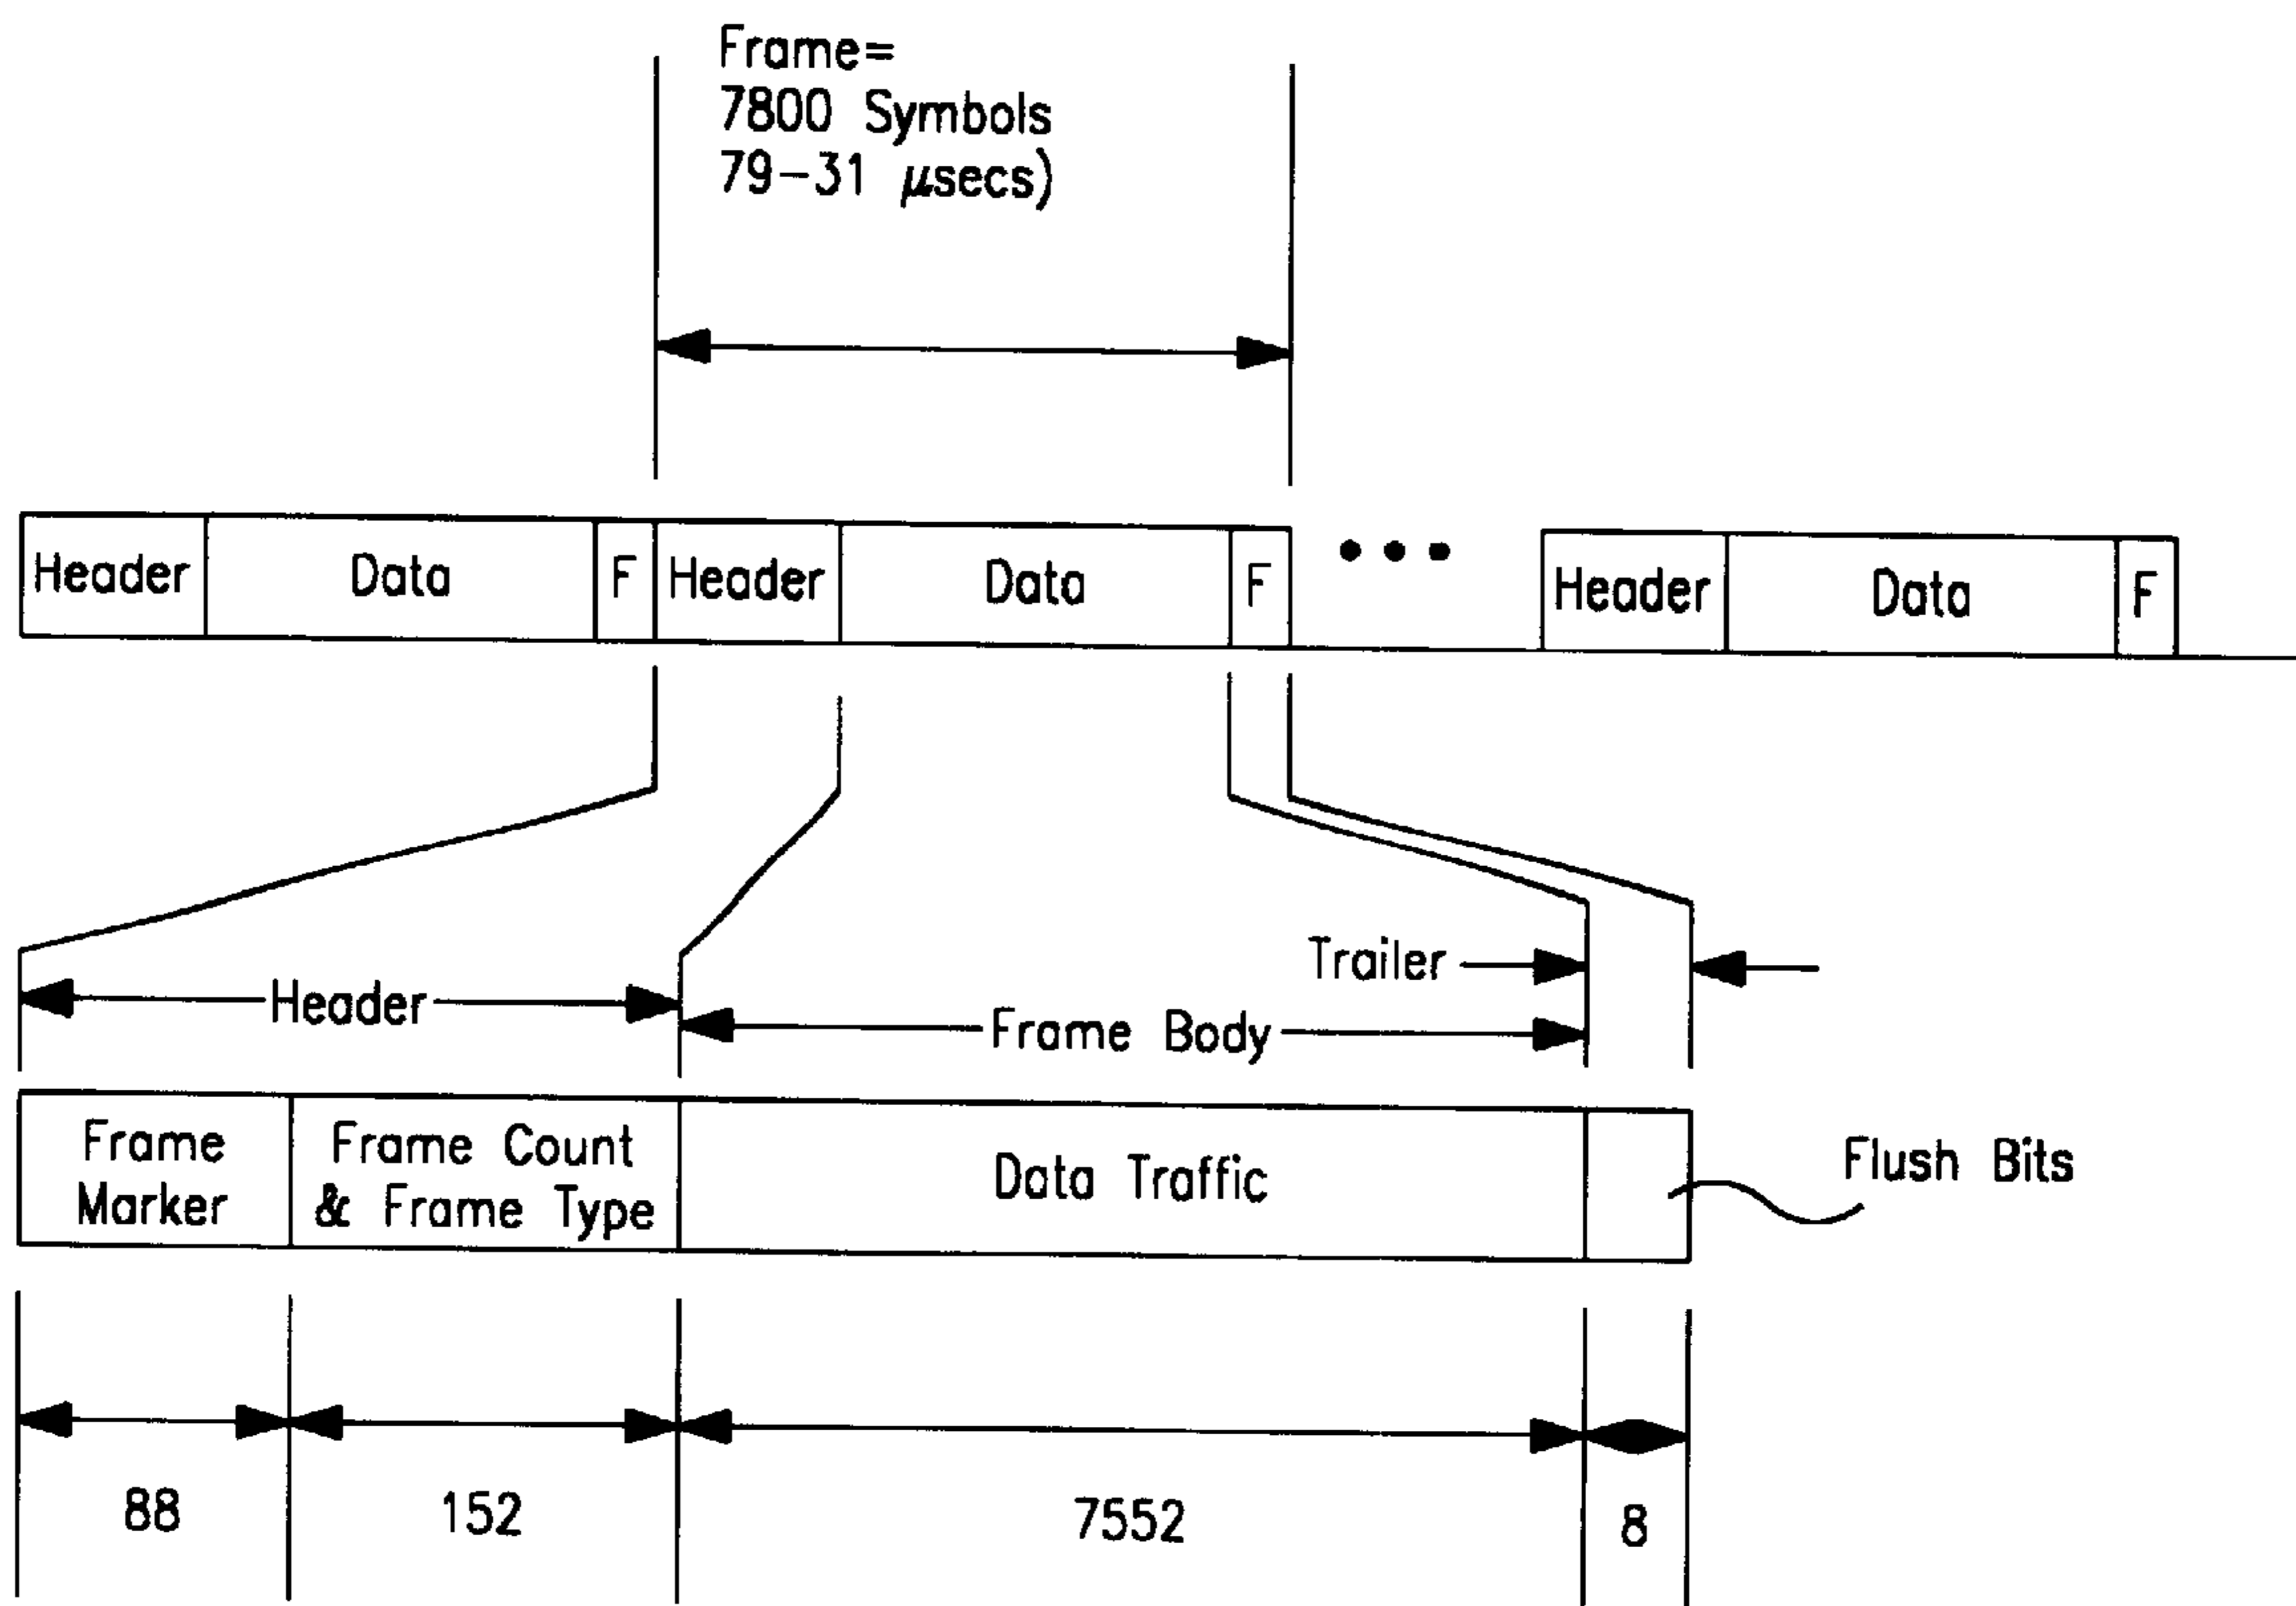 Frame=
7800 Symbols
79-31 μsecs)
Header Data F Header Data F Header Data F
Trailer
Header
Frame Body
Frame Marker
Frame Count & Frame Type
Data Traffic
Flush Bits
88 152 7552 8